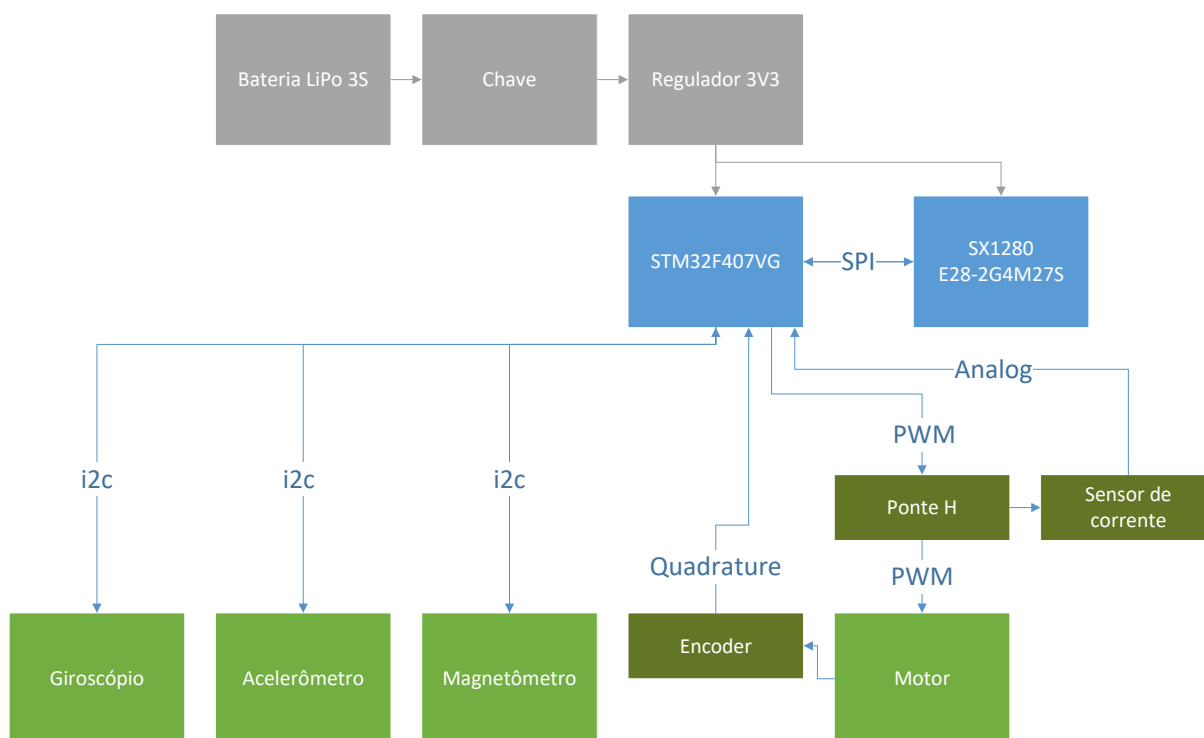 Bateria LiPo 3S
Chave
Regulador 3V3
STM32F407VG
SPI
SX1280
E28-2G4M27S
Analog
PWM
i2c
i2c
i2c
Ponte H
Sensor de
corrente
Quadrature
PWM
Giroscópio
Acelerômetro
Magnetômetro
Encoder
Motor